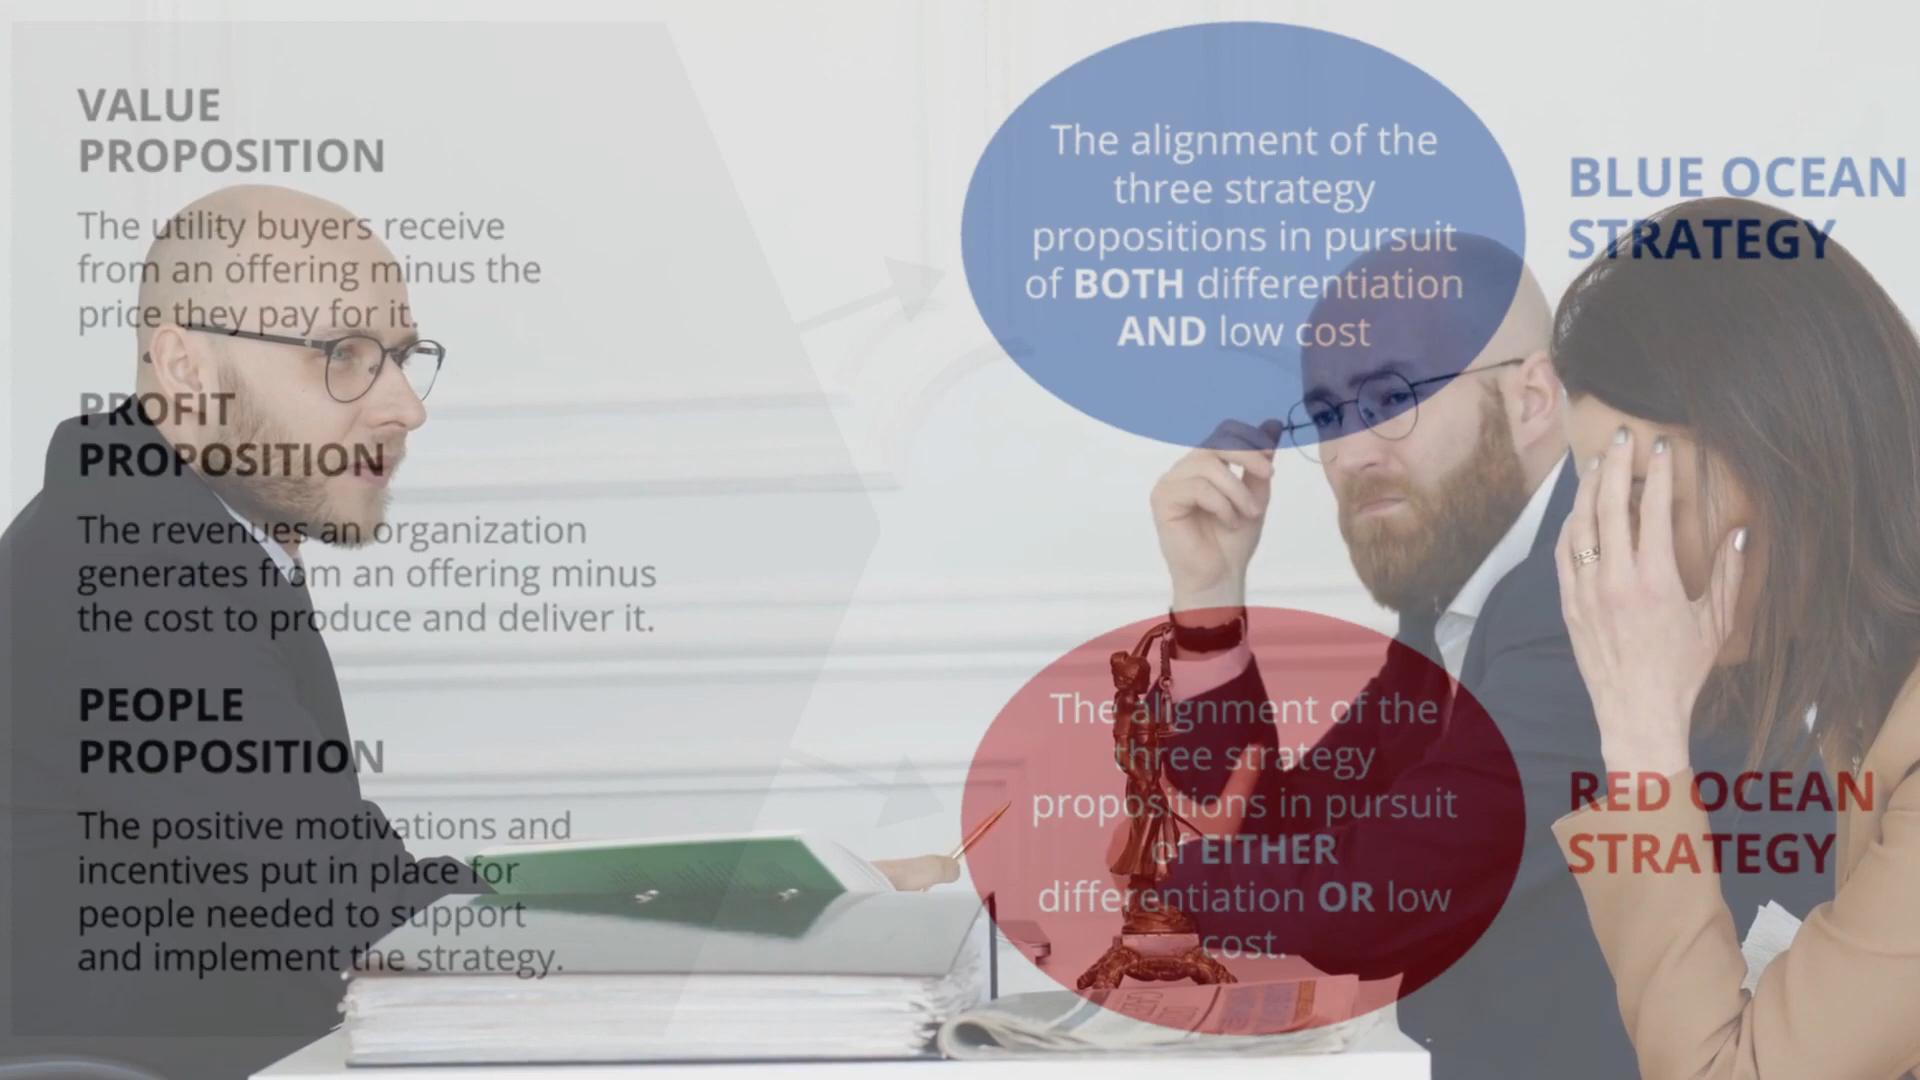 VALUE
PROPOSITION
The utility buyers receive
from an offering minus the
price they pay for it.
PROFIT
PROPOSITION
The revenues an organization
generates from an offering minus
the cost to produce and deliver it.
PEOPLE
PROPOSITION
The positive motivations and
incentives put in place for
people needed to support
and implement the strategy.
The alignment of the
three strategy
propositions in pursuit
of BOTH differentiation
AND low cost
BLUE OCEAN
STRATEGY
The alignment of the
three strategy
propositions in pursuit
of EITHER
differentiation OR low
cost.
RED OCEAN
STRATEGY